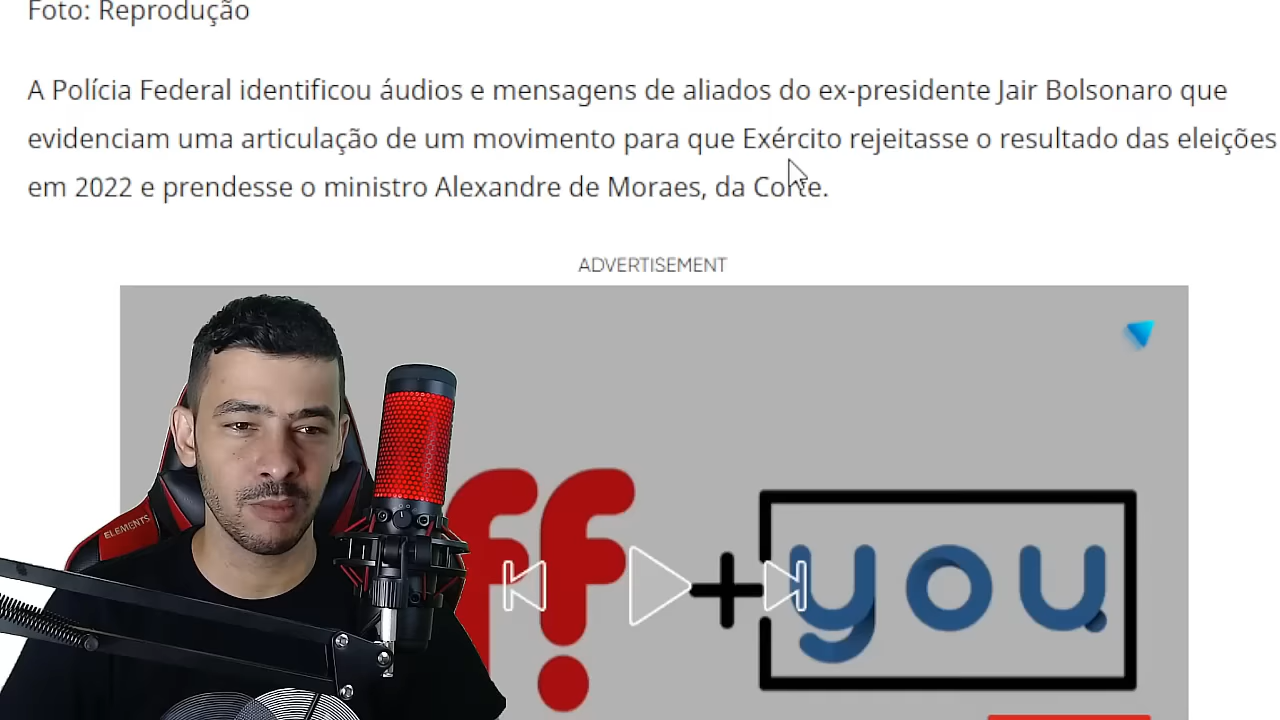 Foto: Reprodução
A Polícia Federal identificou áudios e mensagens de aliados do ex-presidente Jair Bolsonaro que
evidenciam uma articulação de um movimento para que Exército rejeitasse o resultado das eleições
em 2022 e prendesse o ministro Alexandre de Moraes, da Corte.
ADVERTISEMENT
ff + you
ELEMENTS